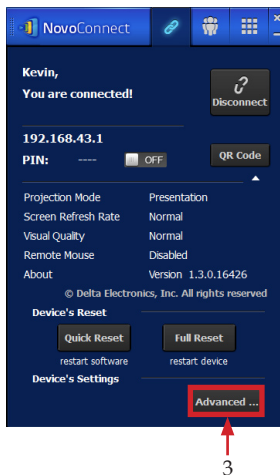 NovoConnect
Kevin,
You are connected!
Disconnect
192.168.43.1
PIN: ---- OFF
QR Code
Projection Mode Presentation
Screen Refresh Rate Normal
Visual Quality Normal
Remote Mouse Disabled
About Version 1.3.0.16426
© Delta Electronics, Inc. All rights reserved
Device's Reset
Quick Reset Full Reset
restart software restart device
Device's Settings
Advanced ...
3